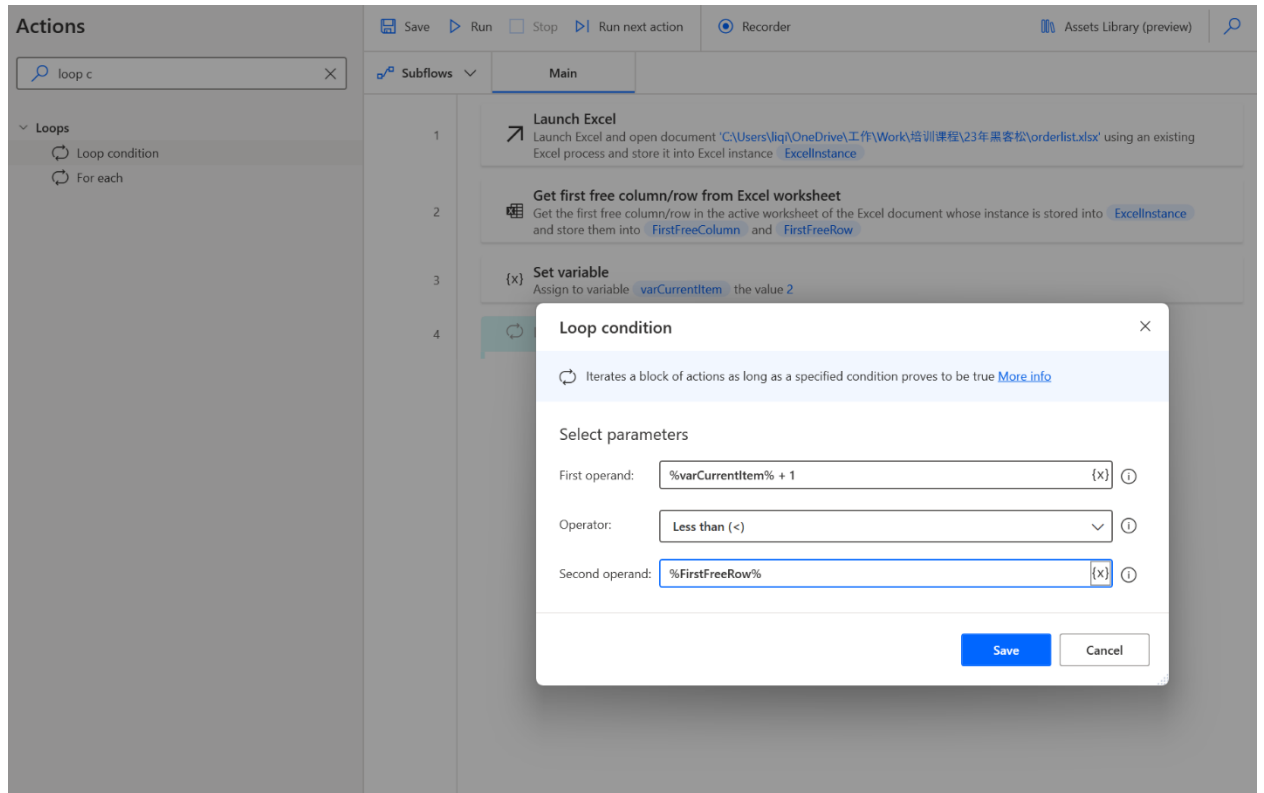 Actions
Save Run Stop Run next action Recorder Assets Library (preview)
loop c
Subflows Main
Loops
Loop condition
For each
1
Launch Excel
Launch Excel and open document 'C:\Users\liqi\OneDrive\工作\Work\培训课程\23年黑客松\orderlist.xlsx' using an existing
Excel process and store it into Excel instance ExcelInstance
2
Get first free column/row from Excel worksheet
Get the first free column/row in the active worksheet of the Excel document whose instance is stored into ExcelInstance
and store them into FirstFreeColumn and FirstFreeRow
3
{x} Set variable
Assign to variable varCurrentItem the value 2
4
Loop condition
Iterates a block of actions as long as a specified condition proves to be true More info
Select parameters
First operand: %varCurrentItem% + 1 {x}
Operator: Less than (<)
Second operand: %FirstFreeRow% {x}
Save Cancel